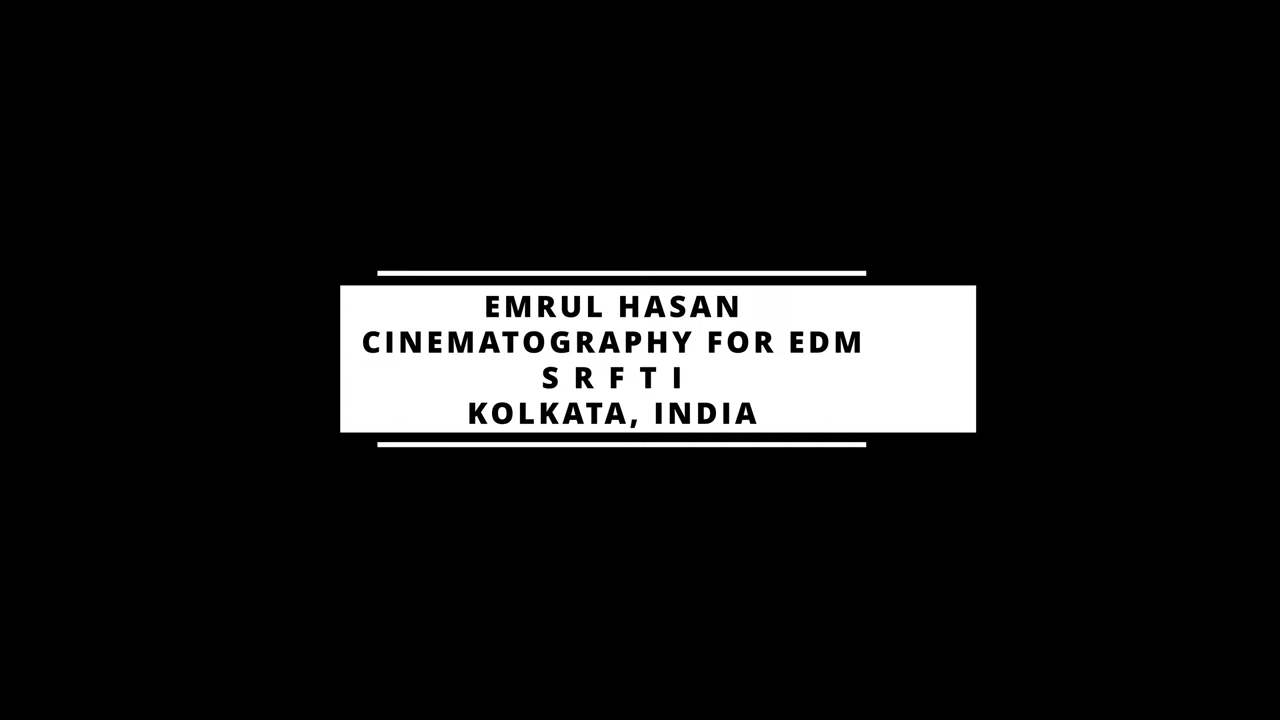 EMRUL HASAN
CINEMATOGRAPHY FOR EDM
S R F T I
KOLKATA, INDIA